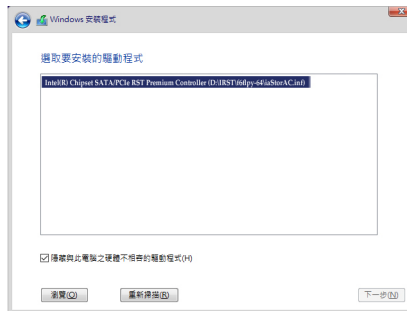 Windows 安裝程式
選取要安裝的驅動程式
Intel(R) Chipset SATA/PCIe RST Premium Controller (D:\IRST\f6flpy-64\iaStorAC.inf)
隱藏與此電腦之硬體不相容的驅動程式(H)
瀏覽(O) 重新掃描(R) 下一步(N)